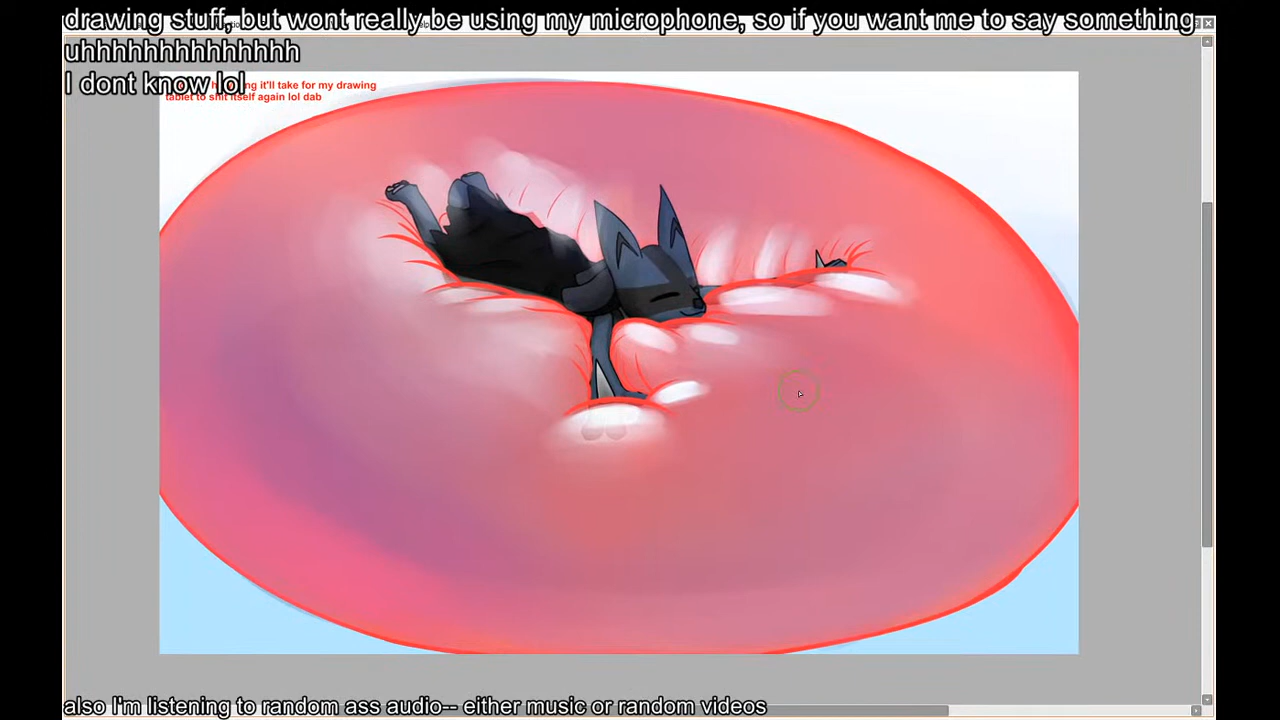 drawing stuff, but wont really be using my microphone, so if you want me to say something
uhhhhhhhhhhhhhhh
I dont know lol
ng it'll take for my drawing
tablet to shit itself again lol dab
also I'm listening to random ass audio-- either music or random videos